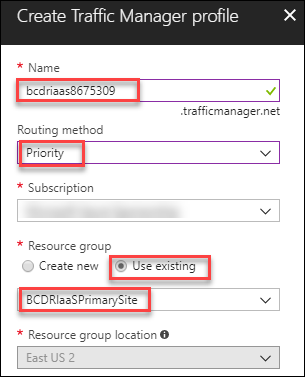 Create Traffic Manager profile
* Name
bcdriaas8675309
.trafficmanager.net
Routing method
Priority
* Subscription
* Resource group
Create new Use existing
BCDRIaaSPrimarySite
* Resource group location
East US 2